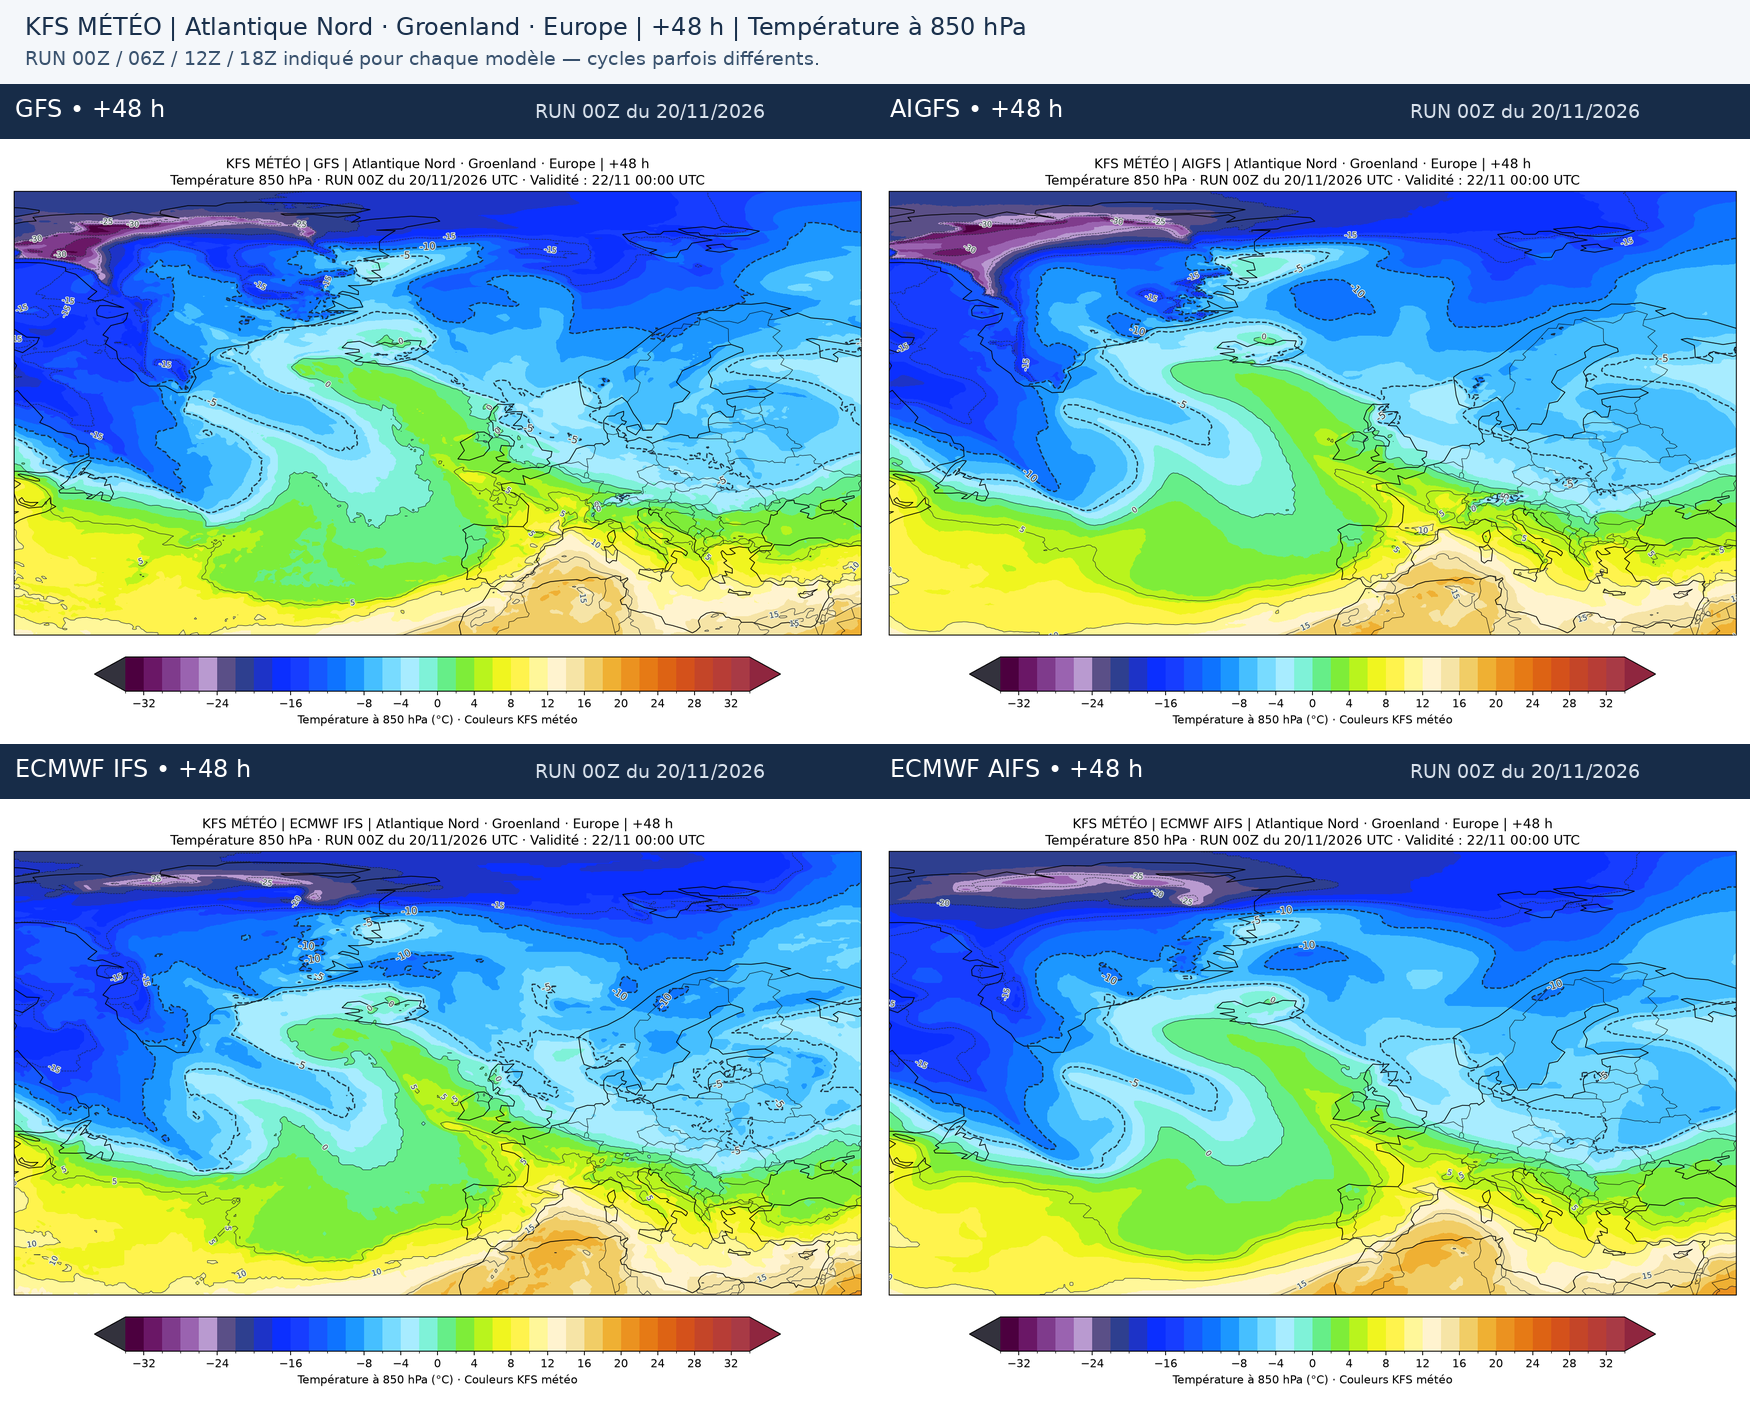 KFS MÉTÉO | Atlantique Nord · Groenland · Europe | +48 h | Température à 850 hPa
RUN 00Z / 06Z / 12Z / 18Z indiqué pour chaque modèle — cycles parfois différents.
GFS • +48 h
RUN 00Z du 20/11/2026
AIGFS • +48 h
RUN 00Z du 20/11/2026
KFS MÉTÉO | GFS | Atlantique Nord · Groenland · Europe | +48 h
Température 850 hPa · RUN 00Z du 20/11/2026 UTC · Validité : 22/11 00:00 UTC
KFS MÉTÉO | AIGFS | Atlantique Nord · Groenland · Europe | +48 h
Température 850 hPa · RUN 00Z du 20/11/2026 UTC · Validité : 22/11 00:00 UTC
−32 −24 −16 −8 −4 0 4 8 12 16 20 24 28 32
Température à 850 hPa (°C) · Couleurs KFS météo
−32 −24 −16 −8 −4 0 4 8 12 16 20 24 28 32
Température à 850 hPa (°C) · Couleurs KFS météo
ECMWF IFS • +48 h
RUN 00Z du 20/11/2026
ECMWF AIFS • +48 h
RUN 00Z du 20/11/2026
KFS MÉTÉO | ECMWF IFS | Atlantique Nord · Groenland · Europe | +48 h
Température 850 hPa · RUN 00Z du 20/11/2026 UTC · Validité : 22/11 00:00 UTC
KFS MÉTÉO | ECMWF AIFS | Atlantique Nord · Groenland · Europe | +48 h
Température 850 hPa · RUN 00Z du 20/11/2026 UTC · Validité : 22/11 00:00 UTC
−32 −24 −16 −8 −4 0 4 8 12 16 20 24 28 32
Température à 850 hPa (°C) · Couleurs KFS météo
−32 −24 −16 −8 −4 0 4 8 12 16 20 24 28 32
Température à 850 hPa (°C) · Couleurs KFS météo